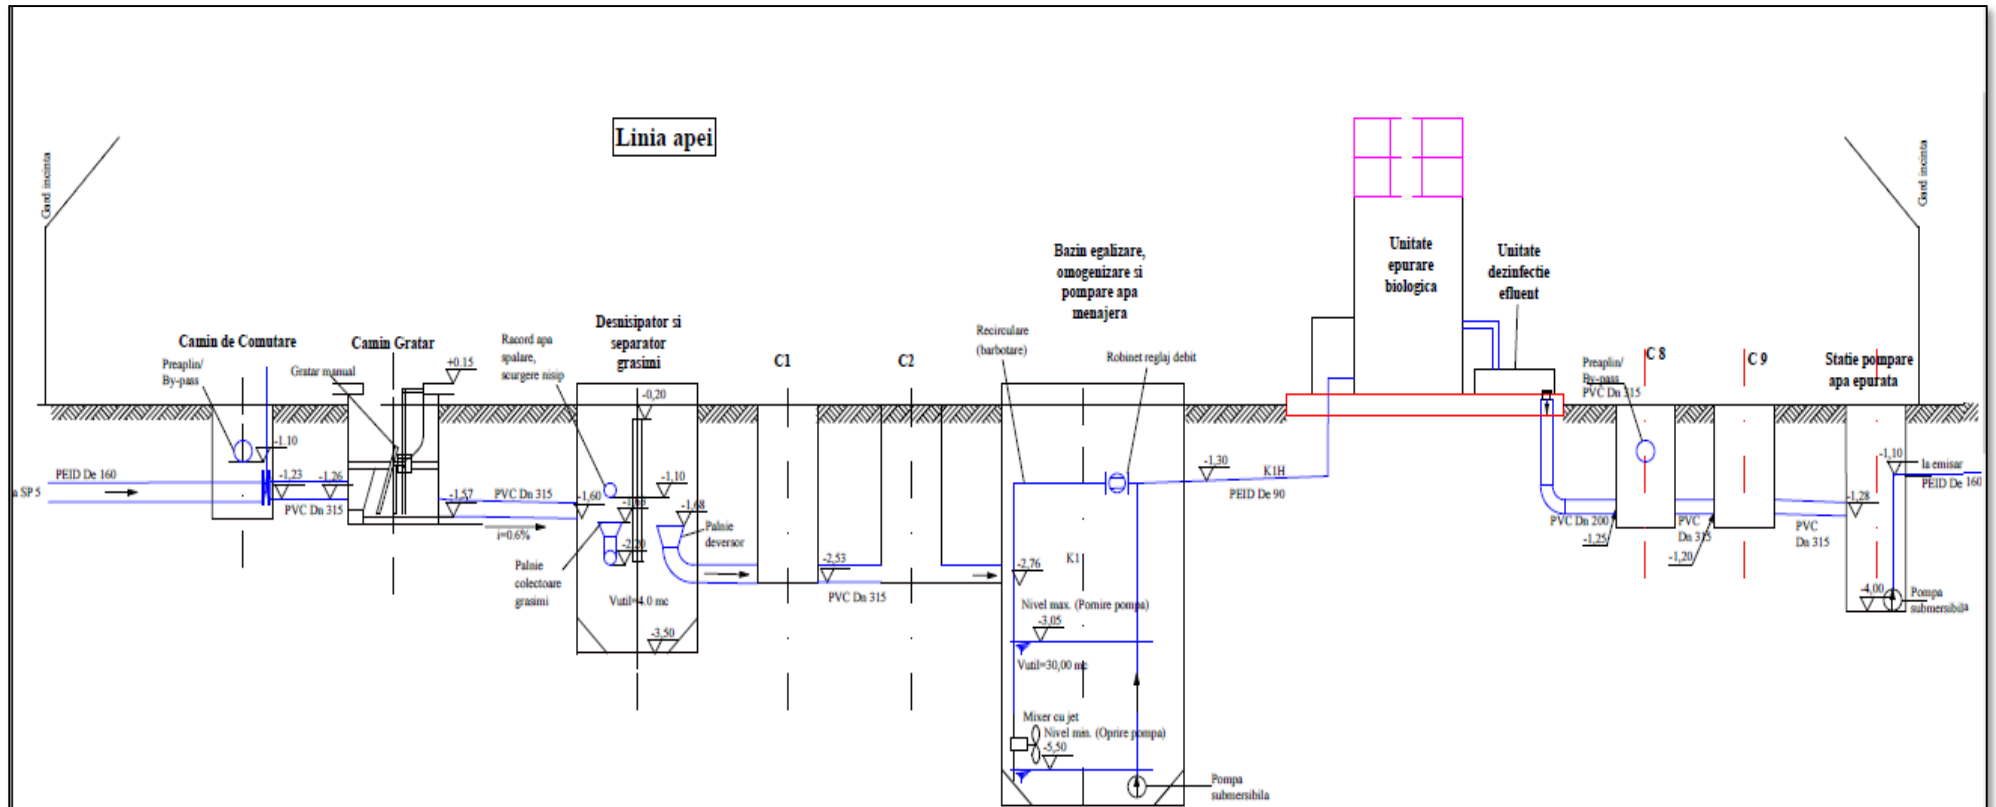 Linia apei
Gard incinta
Gard incinta
Camin de Comutare
Preaplin/
By-pass
-1,10
PEID De 160
a SP 5
-1,23
-1,26
PVC Dn 315
Camin Gratar
Gratar manual
+0.15
-1,57
PVC Dn 315
i=0.6%
Desnisipator si
separator
grasimi
Racord apa
spalare,
scurgere nisip
-0,20
-1,10
-1,60
-1,68
Palnie
deversor
-2,20
Palnie
colectoare
grasimi
Vutil=4.0 mc
-3,50
C1
C2
-2,53
PVC Dn 315
Bazin egalizare,
omogenizare si
pompare apa
menajera
Recirculare
(barbotare)
Robinet reglaj debit
-1,30
K1H
PEID De 90
K1
-2,76
Nivel max. (Pornire pompa)
-3,05
Vutil=30,00 mc
Mixer cu jet
Nivel min. (Oprire pompa)
-5,50
Pompa
submersibila
Unitate
epurare
biologica
Unitate
dezinfectie
efluent
Preaplin/
By-pass
PVC Dn 315
C 8
C 9
PVC Dn 200
-1,25
PVC
Dn 315
-1,20
PVC
Dn 315
Statie pompare
apa epurata
-1,10
la emisar
PEID De 160
-1,28
-4,00
Pompa
submersibila